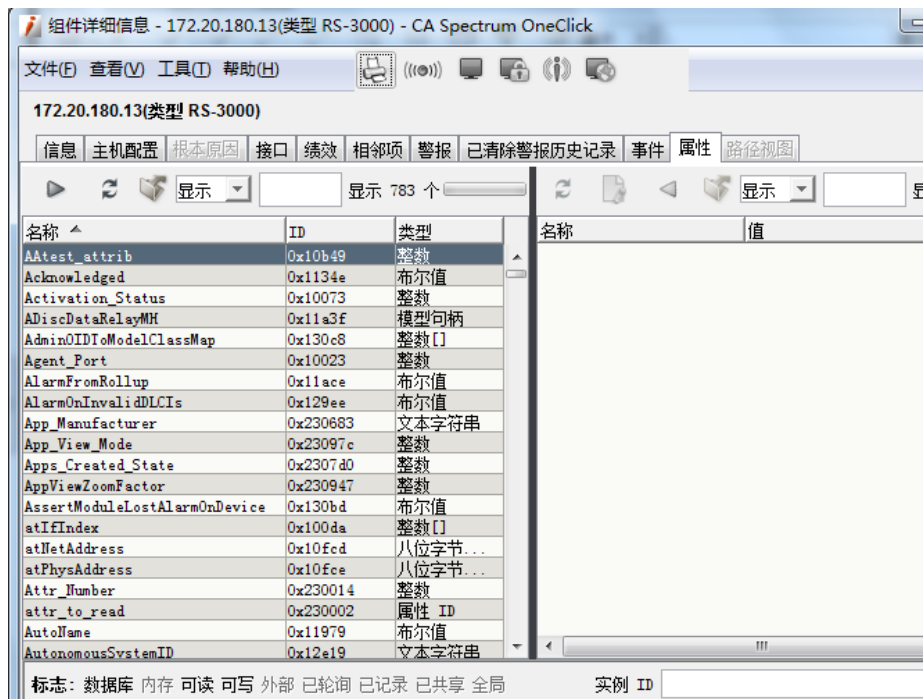 组件详细信息 - 172.20.180.13(类型 RS-3000) - CA Spectrum OneClick
文件(F) 查看(V) 工具(T) 帮助(H)
172.20.180.13(类型 RS-3000)
信息 主机配置 根本原因 接口 绩效 相邻项 警报 已清除警报历史记录 事件 属性 路径视图
显示 显示 783 个 显示
名称 ID 类型 名称 值
AAtest_attrib 0x10b49 整数
Acknowledged 0x1134e 布尔值
Activation_Status 0x10073 整数
ADiscDataRelayMH 0x11a3f 模型句柄
AdminOIDToModelClassMap 0x130c8 整数[]
Agent_Port 0x10023 整数
AlarmFromRollup 0x11ace 布尔值
AlarmOnInvalidDLCIs 0x129ee 布尔值
App_Manufacturer 0x230683 文本字符串
App_View_Mode 0x23097c 整数
Apps_Created_State 0x2307d0 整数
AppViewZoomFactor 0x230947 整数
AssertModuleLostAlarmOnDevice 0x130bd 布尔值
atIfIndex 0x100da 整数[]
atNetAddress 0x10fcd 八位字节...
atPhysAddress 0x10fce 八位字节...
Attr_Number 0x230014 整数
attr_to_read 0x230002 属性 ID
AutoName 0x11979 布尔值
AutonomousSystemID 0x12e19 文本字符串
标志: 数据库 内存 可读 可写 外部 已轮询 已记录 已共享 全局 实例 ID